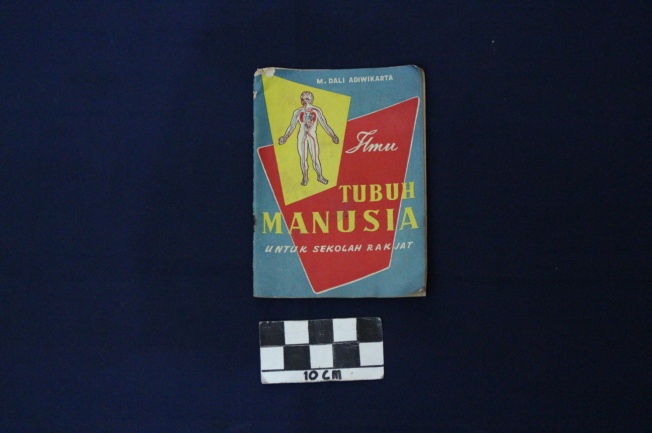 M. DALI ADIWIKARTA
Ilmu
TUBUH
MANUSIA
UNTUK SEKOLAH RAKJAT
10 CM